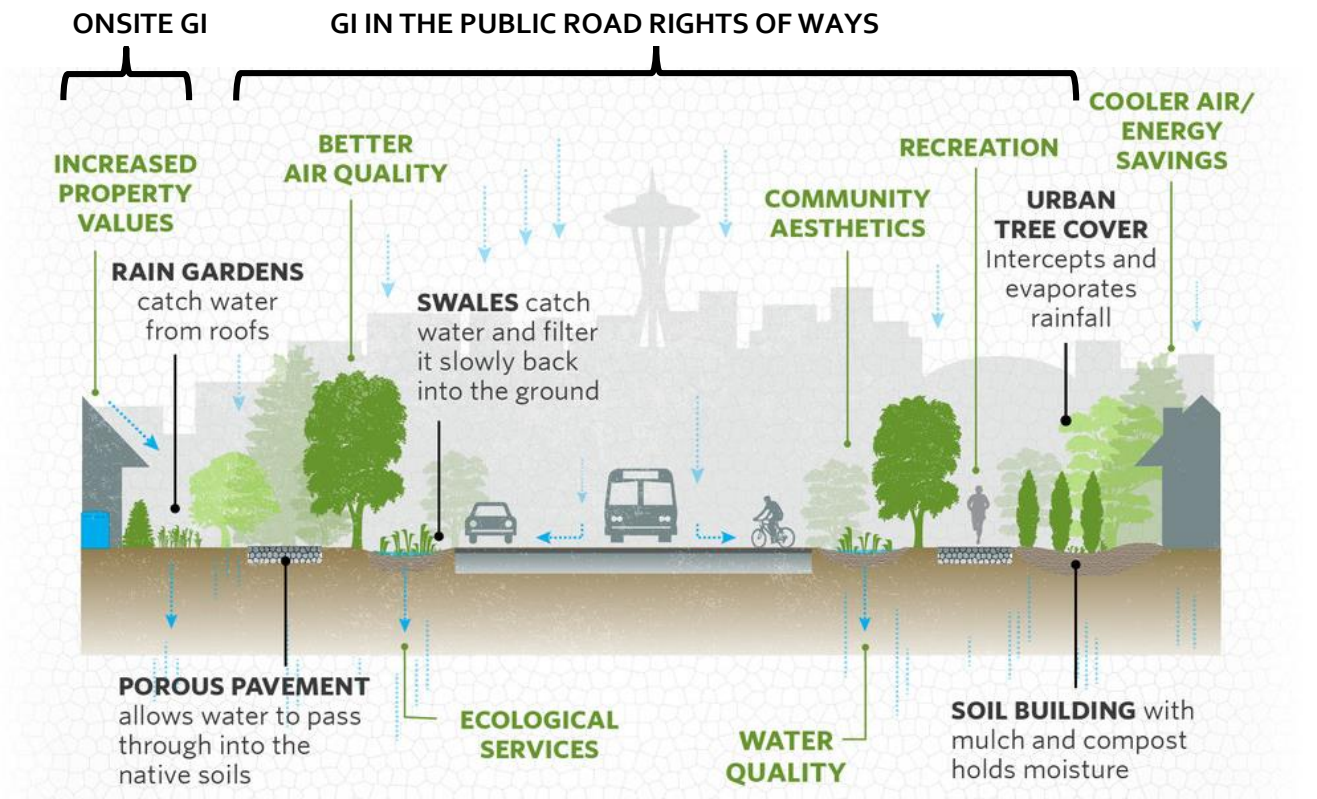 ONSITE GI
GI IN THE PUBLIC ROAD RIGHTS OF WAYS
INCREASED
PROPERTY
VALUES
RAIN GARDENS
catch water
from roofs
BETTER
AIR QUALITY
SWALES catch
water and filter
it slowly back
into the ground
COMMUNITY
AESTHETICS
RECREATION
URBAN
TREE COVER
Intercepts and
evaporates
rainfall
COOLER AIR/
ENERGY
SAVINGS
POROUS PAVEMENT
allows water to pass
through into the
native soils
ECOLOGICAL
SERVICES
WATER
QUALITY
SOIL BUILDING with
mulch and compost
holds moisture